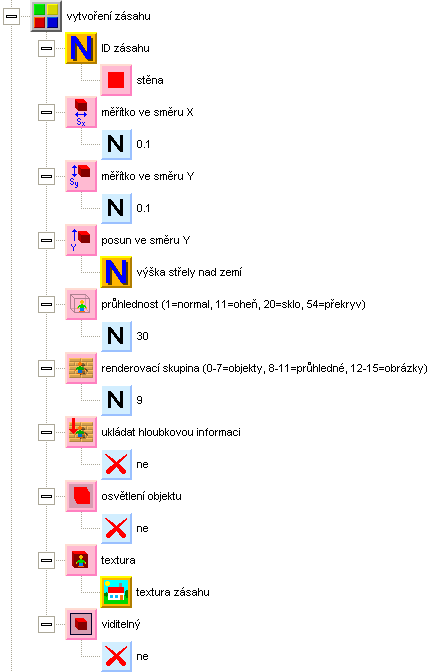 vytvoření zásahu
N ID zásahu
stěna
Sx měřítko ve směru X
N 0.1
Sy měřítko ve směru Y
N 0.1
Y posun ve směru Y
N výška střely nad zemí
průhlednost (1=normal, 11=oheň, 20=sklo, 54=překryv)
N 30
renderovací skupina (0-7=objekty, 8-11=průhledné, 12-15=obrázky)
N 9
ukládat hloubkovou informaci
ne
osvětlení objektu
ne
textura
textura zásahu
viditelný
ne